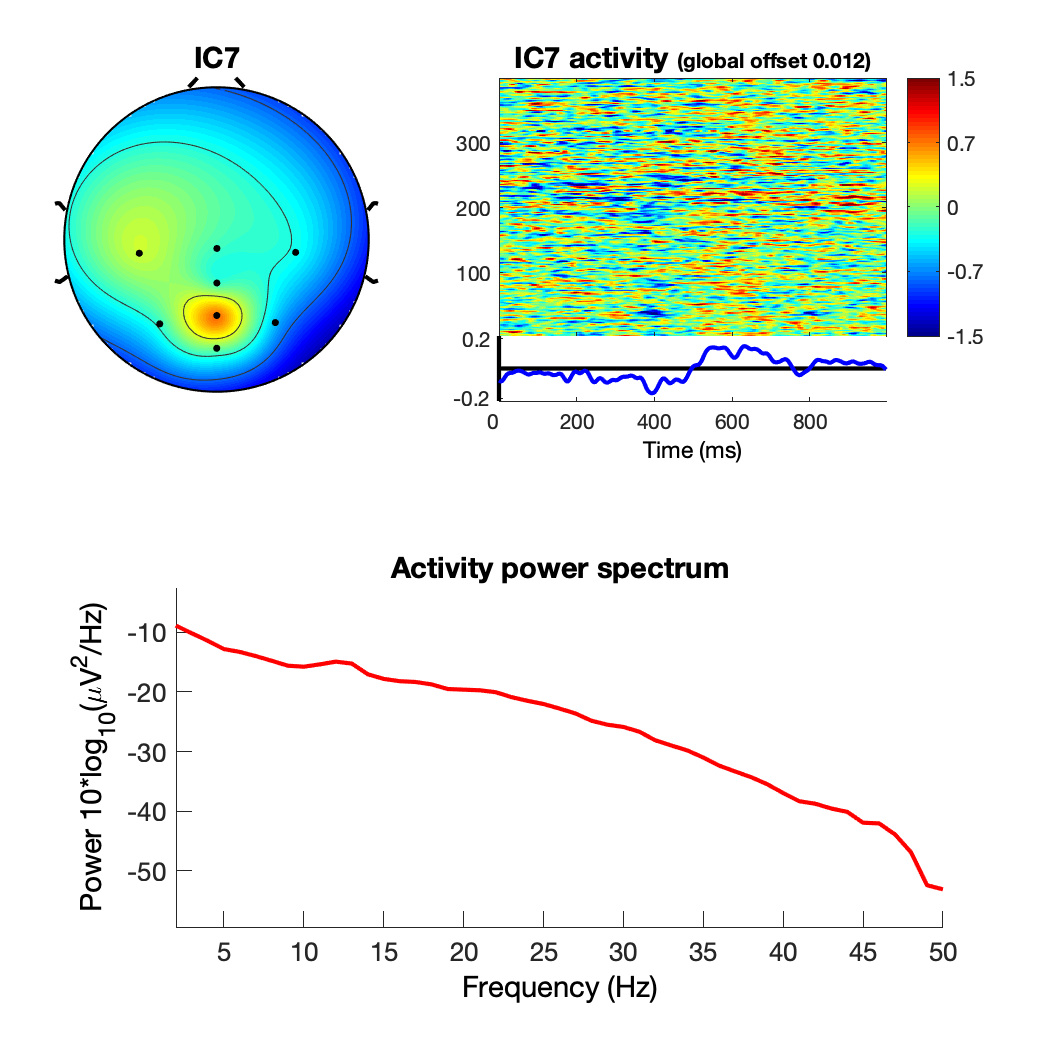 IC7
IC7 activity (global offset 0.012)
300
200
100
1.5
0.7
0
-0.7
-1.5
0.2
-0.2
0 200 400 600 800
Time (ms)
Activity power spectrum
Power 10*log10(μV2/Hz)
-10
-20
-30
-40
-50
5 10 15 20 25 30 35 40 45 50
Frequency (Hz)